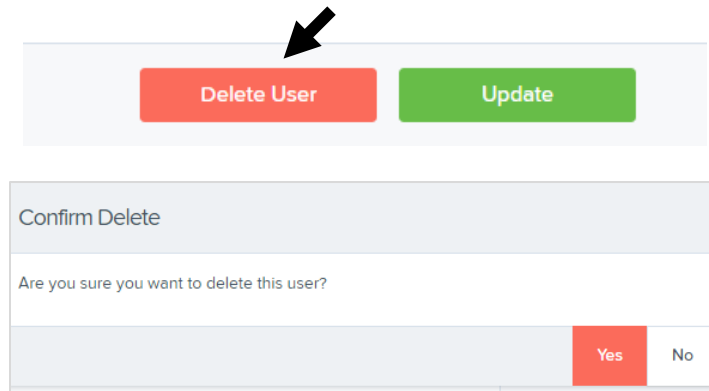 Delete User
Update
Confirm Delete
Are you sure you want to delete this user?
Yes
No